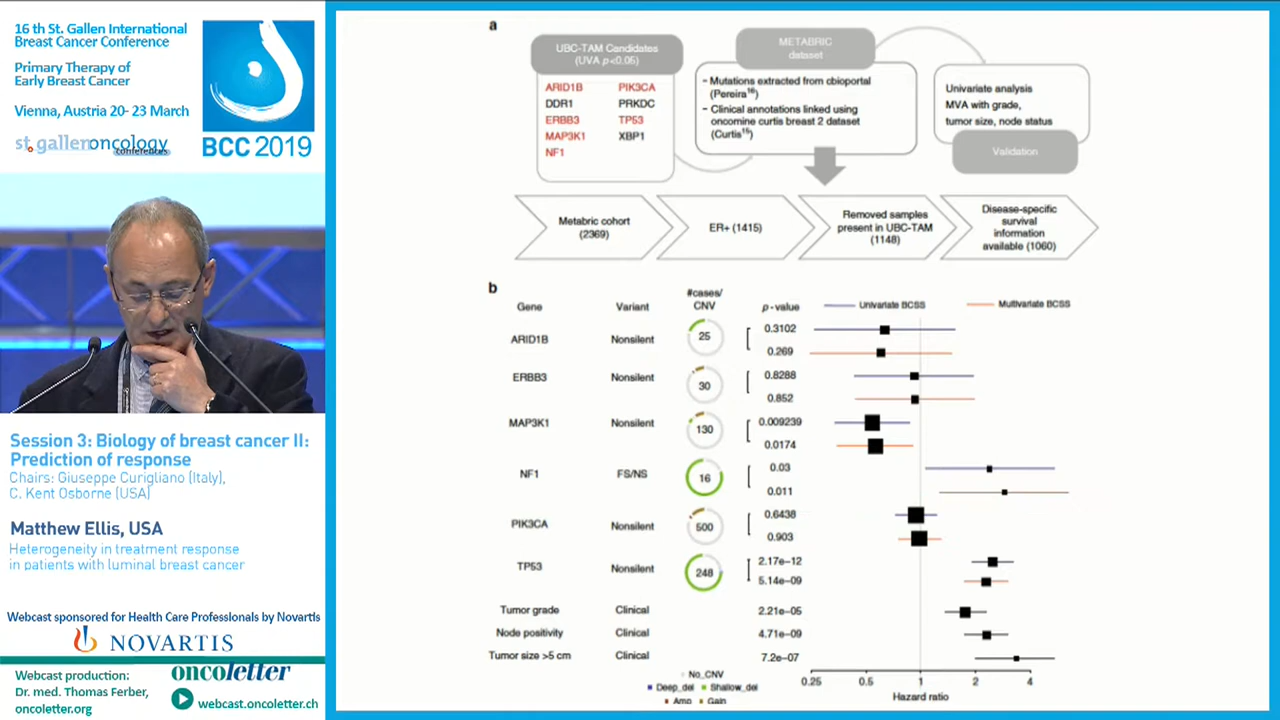 16 th St. Gallen International
Breast Cancer Conference
Primary Therapy of
Early Breast Cancer
Vienna, Austria 20- 23 March
st.gallenoncology
conferences
BCC 2019
Session 3: Biology of breast cancer II:
Prediction of response
Chairs: Giuseppe Curigliano (Italy),
C. Kent Osborne (USA)
Matthew Ellis, USA
Heterogeneity in treatment response
in patients with luminal breast cancer
Webcast sponsored for Health Care Professionals by Novartis
NOVARTIS
Webcast production:
Dr. med. Thomas Ferber,
oncoletter.org
oncoletter
webcast.oncoletter.ch
a
UBC-TAM Candidates
(UVA p<0.05)
ARID1B PIK3CA
DDR1 PRKDC
ERBB3 TP53
MAP3K1 XBP1
NF1
METABRIC
dataset
– Mutations extracted from cbioportal
(Pereira16)
– Clinical annotations linked using
oncomine curtis breast 2 dataset
(Curtis15)
Univariate analysis
MVA with grade,
tumor size, node status
Validation
Metabric cohort
(2369)
ER+ (1415)
Removed samples
present in UBC-TAM
(1148)
Disease-specific
survival
information
available (1060)
b
Gene Variant #cases/
CNV p-value Univariate BCSS Multivariate BCSS
ARID1B Nonsilent 25 0.3102
0.269
ERBB3 Nonsilent 30 0.8288
0.852
MAP3K1 Nonsilent 130 0.009239
0.0174
NF1 FS/NS 16 0.03
0.011
PIK3CA Nonsilent 500 0.6438
0.903
TP53 Nonsilent 248 2.17e–12
5.14e–09
Tumor grade Clinical 2.21e–05
Node positivity Clinical 4.71e–09
Tumor size >5 cm Clinical 7.2e–07
No_CNV
Deep_del Shallow_del
Amp Gain
0.25 0.5 1 2 4
Hazard ratio